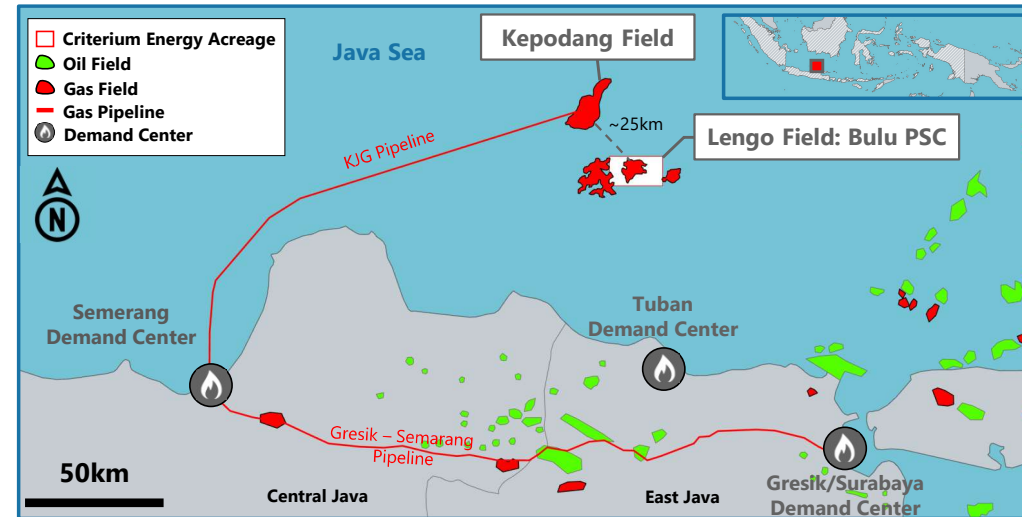 Criterium Energy Acreage
Oil Field
Gas Field
Gas Pipeline
Demand Center
N
Java Sea
Kepodang Field
~25km
Lengo Field: Bulu PSC
KJG Pipeline
Semerang
Demand Center
Tuban
Demand Center
Gresik – Semarang
Pipeline
Gresik/Surabaya
Demand Center
50km
Central Java
East Java